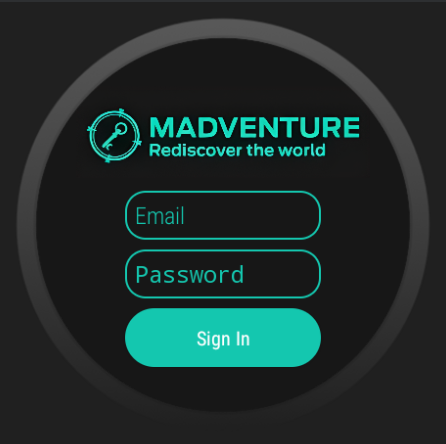 MADVENTURE
Rediscover the world
Email
Password
Sign In